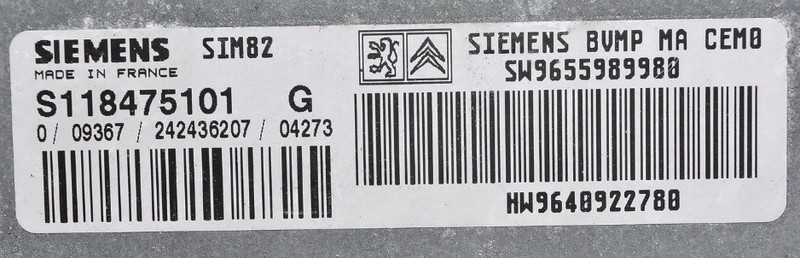 SIEMENS SIM82
MADE IN FRANCE
S118475101 G
0/ 09367/ 242436207/ 04273
SIEMENS BVMP MA CEM0
SW9655989980
HW9640922780